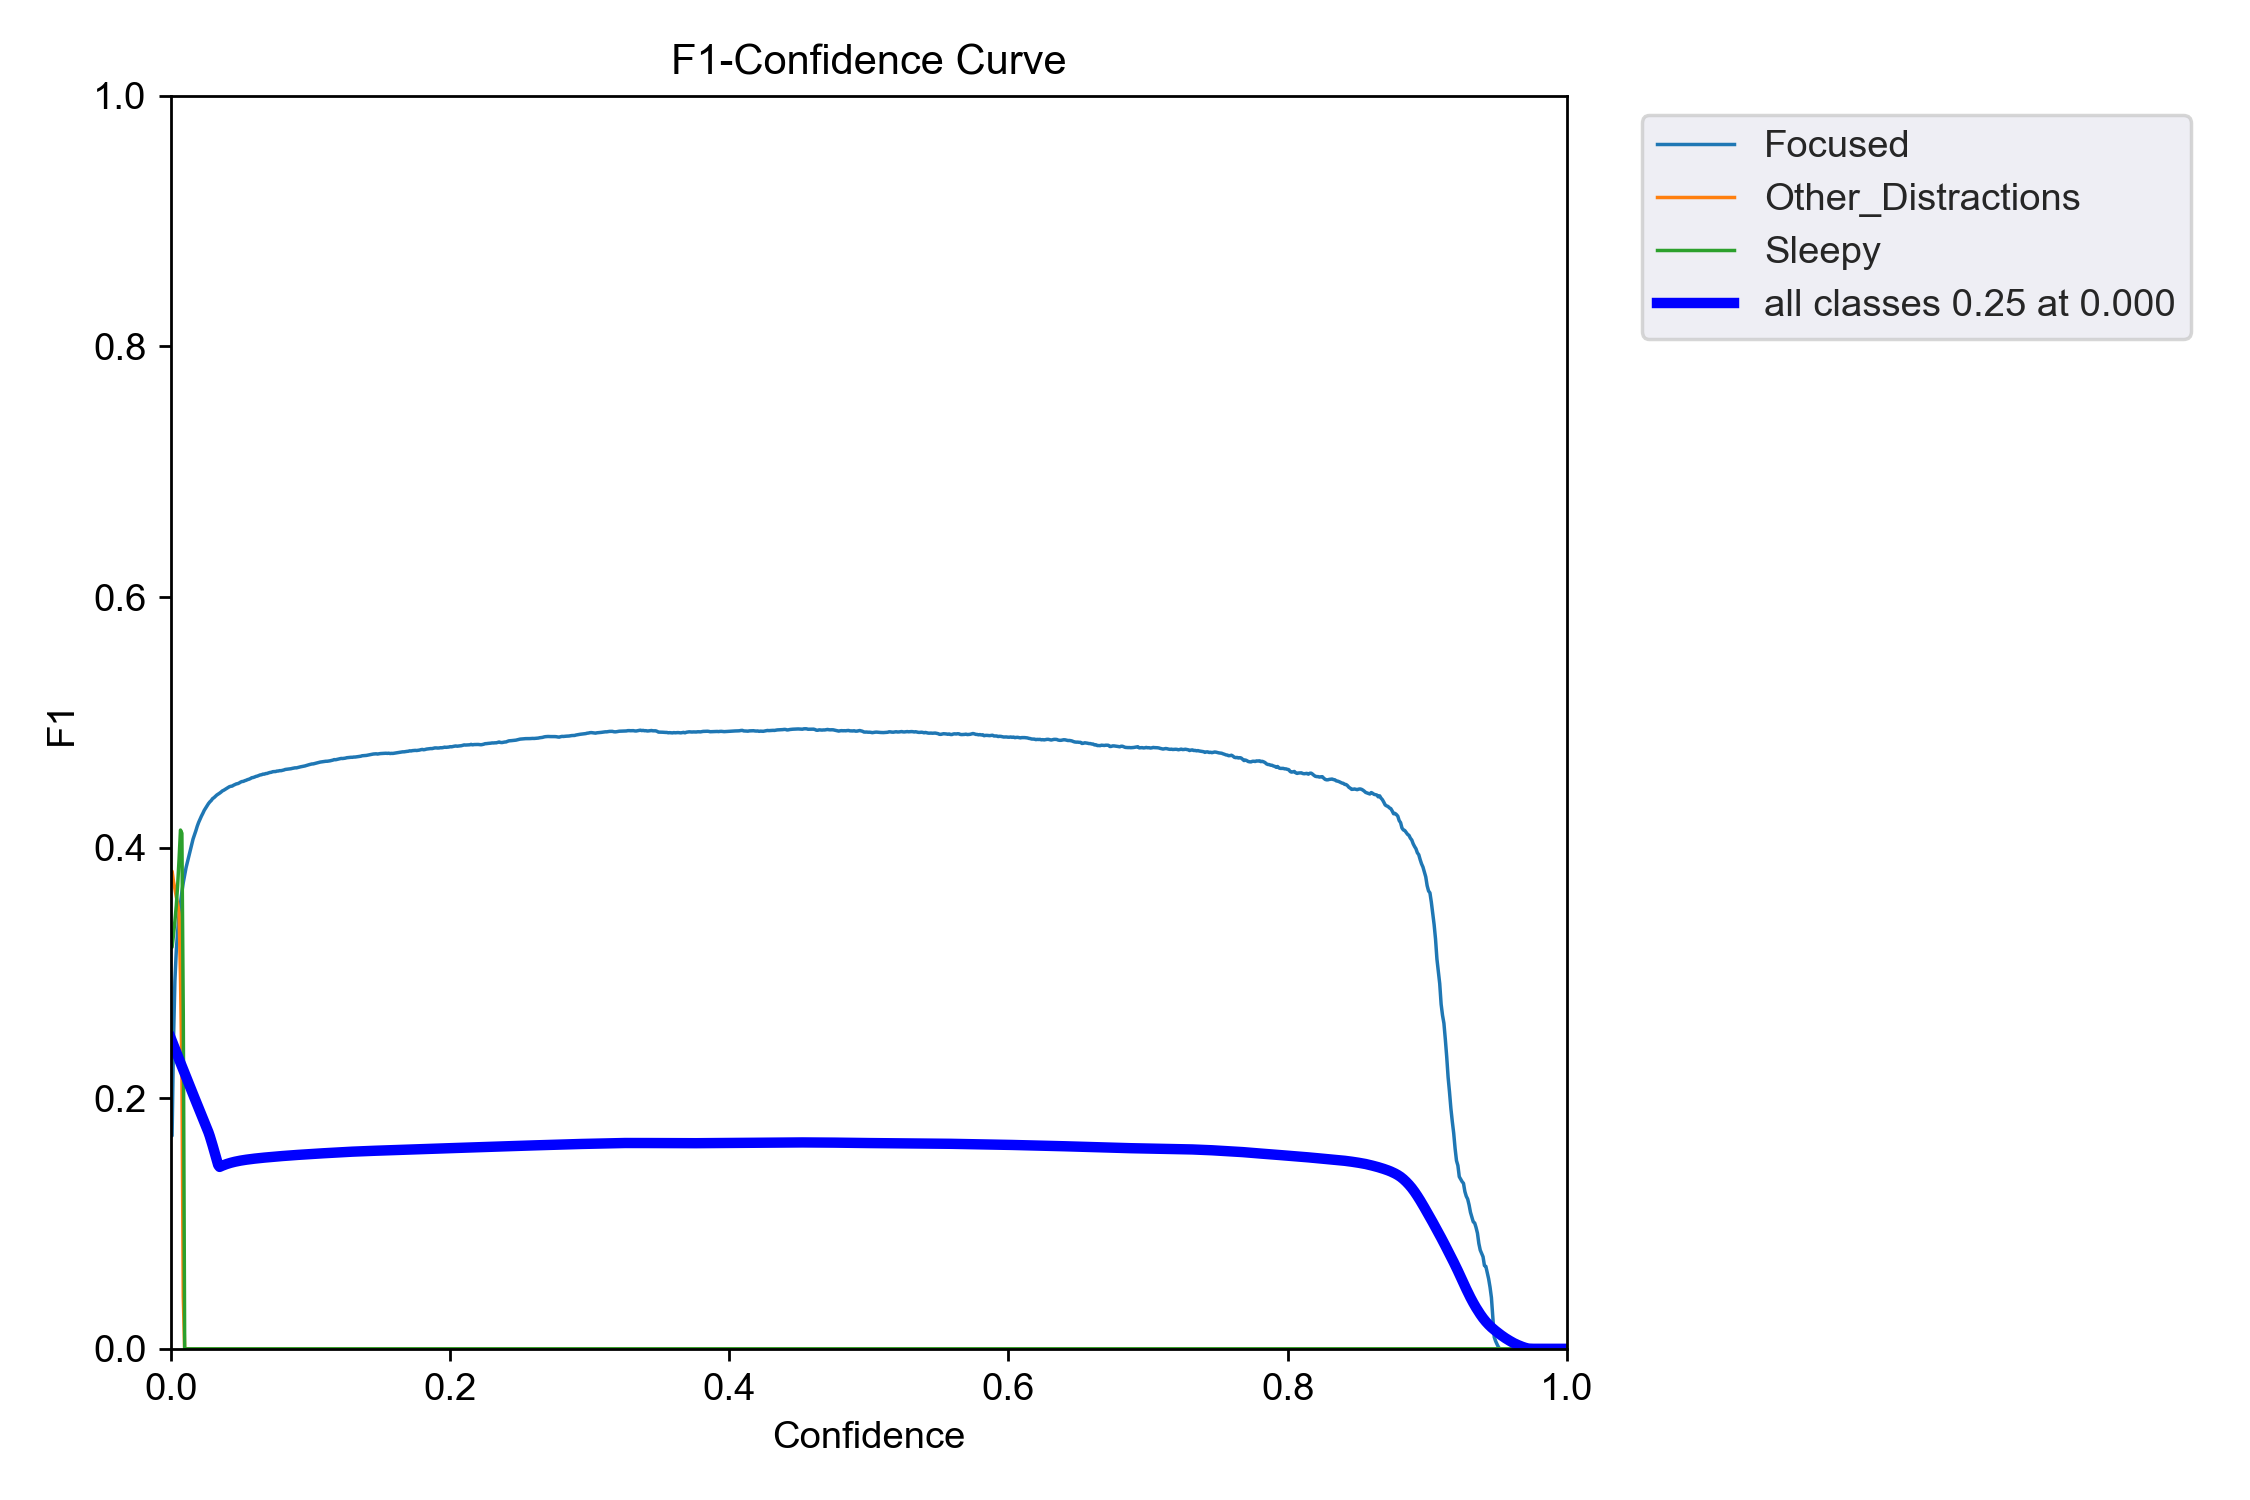 F1-Confidence Curve
1.0
0.8
0.6
0.4
0.2
0.0
F1
0.0 0.2 0.4 0.6 0.8 1.0
Confidence
Focused
Other_Distractions
Sleepy
all classes 0.25 at 0.000